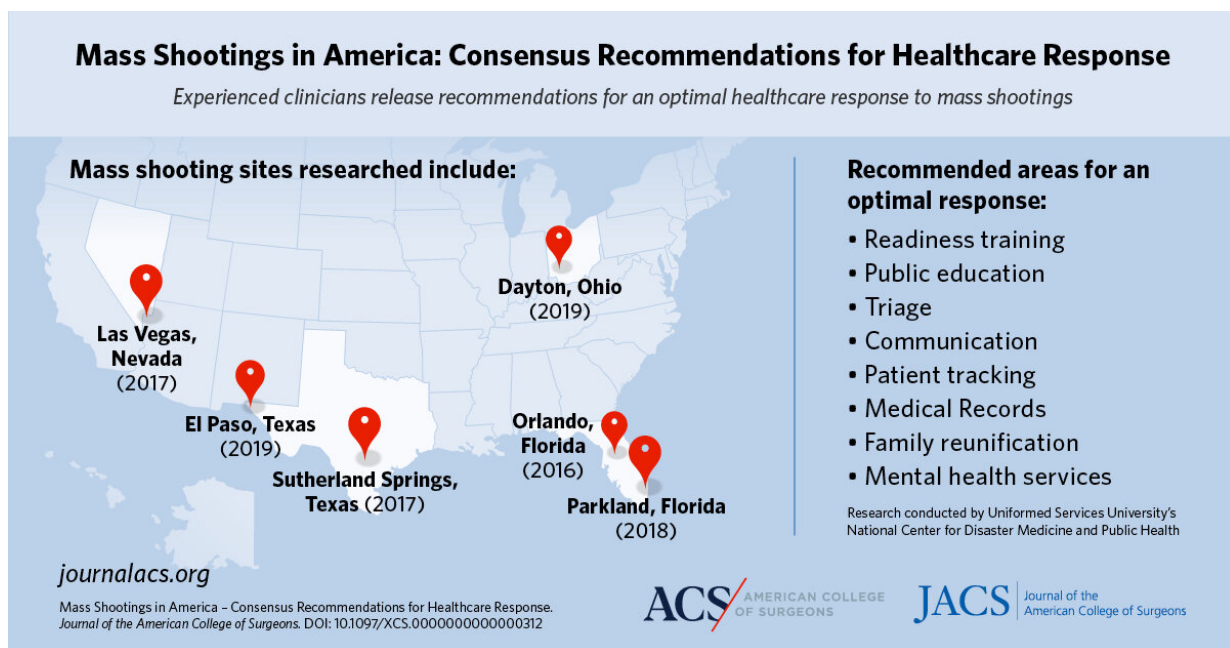 Mass Shootings in America: Consensus Recommendations for Healthcare Response
Experienced clinicians release recommendations for an optimal healthcare response to mass shootings
Mass shooting sites researched include:
Las Vegas,
Nevada
(2017)
El Paso, Texas
(2019)
Sutherland Springs,
Texas (2017)
Dayton, Ohio
(2019)
Orlando,
Florida
(2016)
Parkland, Florida
(2018)
Recommended areas for an
optimal response:
• Readiness training
• Public education
• Triage
• Communication
• Patient tracking
• Medical Records
• Family reunification
• Mental health services
Research conducted by Uniformed Services University's
National Center for Disaster Medicine and Public Health
journalacs.org
Mass Shootings in America – Consensus Recommendations for Healthcare Response.
Journal of the American College of Surgeons. DOI: 10.1097/XCS.0000000000000312
ACS
AMERICAN COLLEGE
OF SURGEONS
JACS
Journal of the
American College of Surgeons